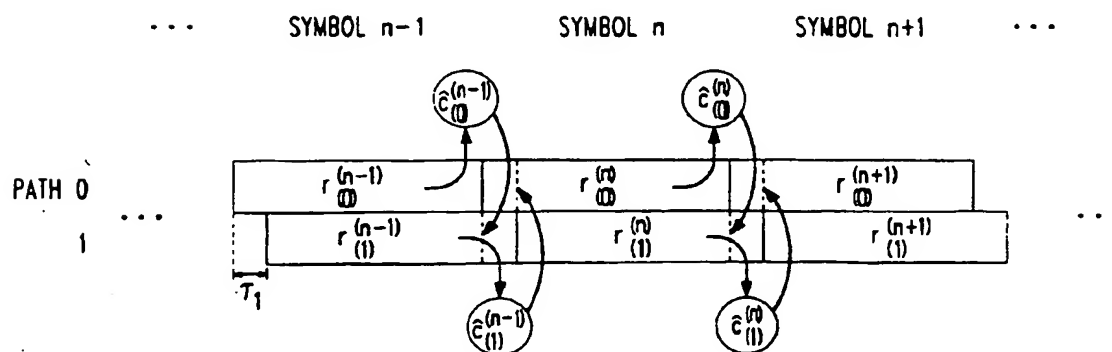 ··· SYMBOL n-1 SYMBOL n SYMBOL n+1 ···
ĉ(0)(n-1) ĉ(0)(n)
PATH 0 r(0)(n-1) r(0)(n) r(0)(n+1)
··· ··
1 r(1)(n-1) r(1)(n) r(1)(n+1)
τ1
ĉ(1)(n-1) ĉ(1)(n)